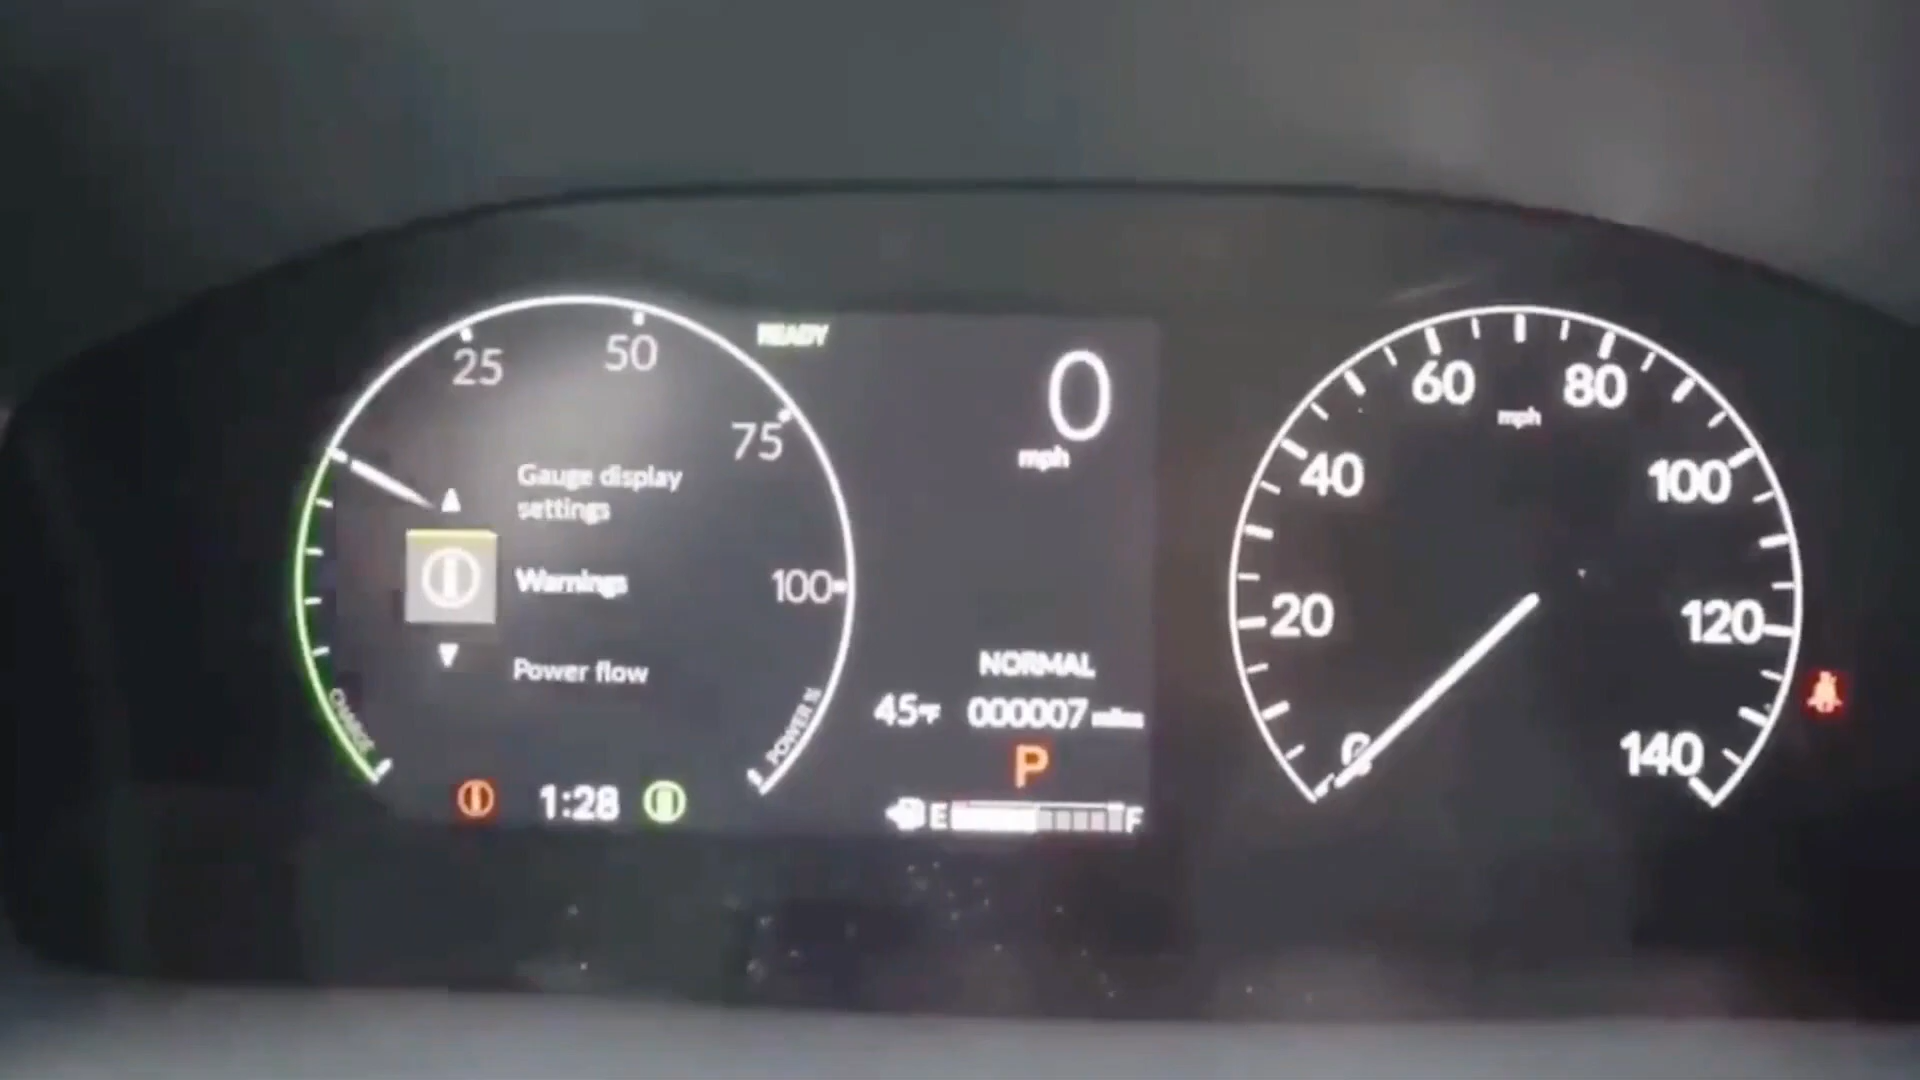 25
50
75
100
READY
Gauge display
settings
Warnings
Power flow
CHARGE
POWER %
1:28
0
mph
NORMAL
45°F 000007 miles
P
E F
0
20
40
60
80
100
120
140
mph